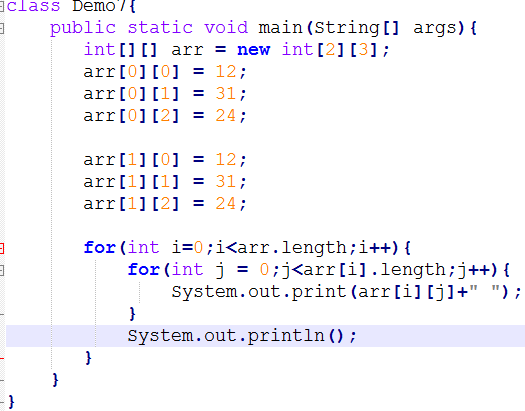 class Demo7{
    public static void main(String[] args){
        int[][] arr = new int[2][3];
        arr[0][0] = 12;
        arr[0][1] = 31;
        arr[0][2] = 24;

        arr[1][0] = 12;
        arr[1][1] = 31;
        arr[1][2] = 24;

        for(int i=0;i<arr.length;i++){
            for(int j = 0;j<arr[i].length;j++){
                System.out.print(arr[i][j]+" ");
            }
            System.out.println();
        }
    }
}